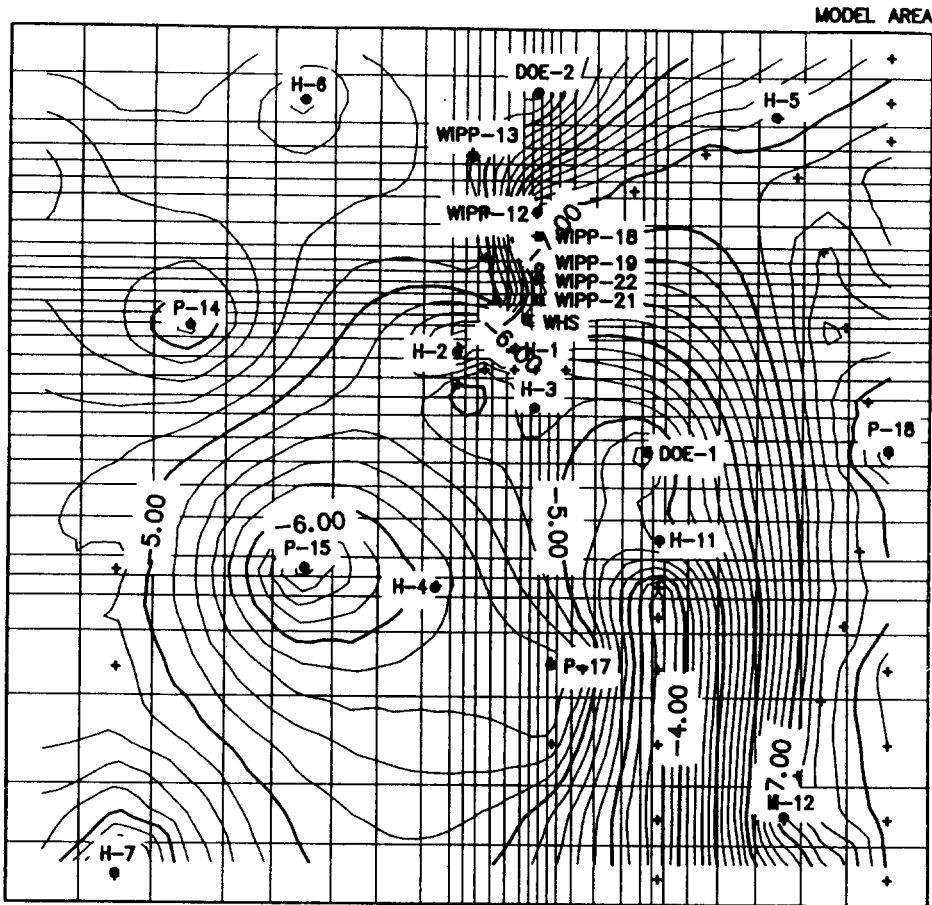 MODEL AREA
DOE-2
H-6
H-5
WIPP-13
WIPP-12
WIPP-18
WIPP-19
WIPP-22
WIPP-21
P-14
WHS
-6.00
H-1
H-2
H-3
P-18
DOE-1
-5.00
-5.00
-6.00
P-15
H-11
H-4
P-17
-4.00
-7.00
H-12
H-7